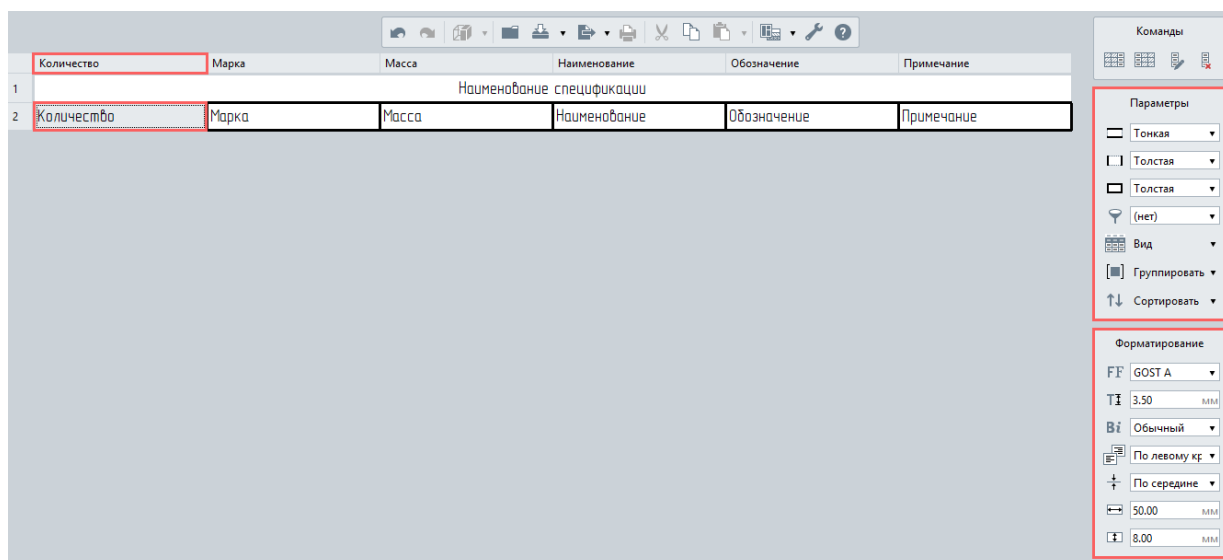 Команды
Количество Марка Масса Наименование Обозначение Примечание
1 Наименование спецификации
2 Количество Марка Масса Наименование Обозначение Примечание
Параметры
Тонкая
Толстая
Толстая
(нет)
Вид
Группировать
Сортировать
Форматирование
FF GOST A
T 3.50 мм
Bi Обычный
По левому кр
По середине
50.00 мм
8.00 мм